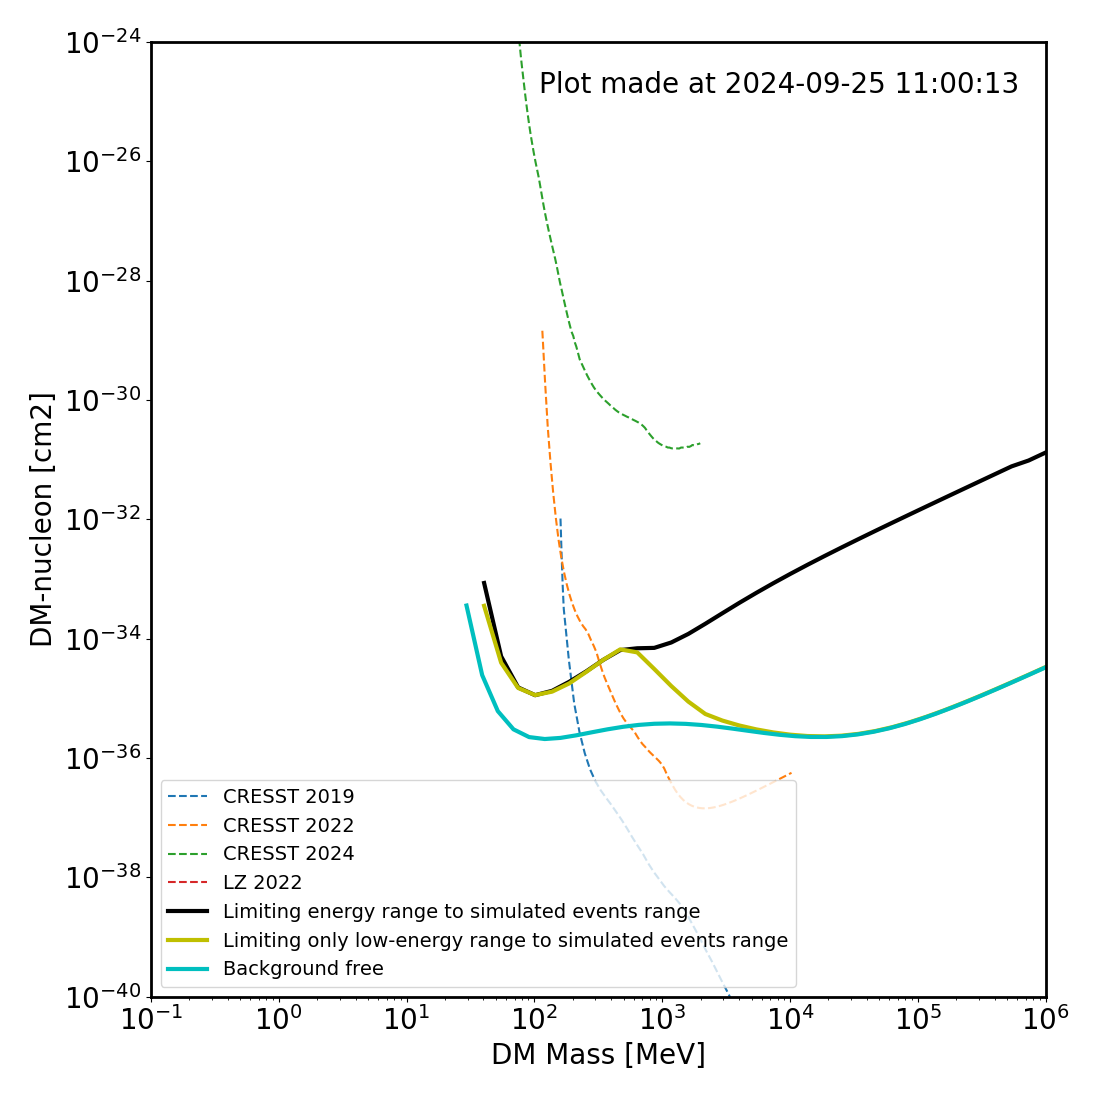 Plot made at 2024-09-25 11:00:13
10⁻²⁴
10⁻²⁶
10⁻²⁸
10⁻³⁰
10⁻³²
10⁻³⁴
10⁻³⁶
10⁻³⁸
10⁻⁴⁰
DM-nucleon [cm2]
CRESST 2019
CRESST 2022
CRESST 2024
LZ 2022
Limiting energy range to simulated events range
Limiting only low-energy range to simulated events range
Background free
10⁻¹ 10⁰ 10¹ 10² 10³ 10⁴ 10⁵ 10⁶
DM Mass [MeV]